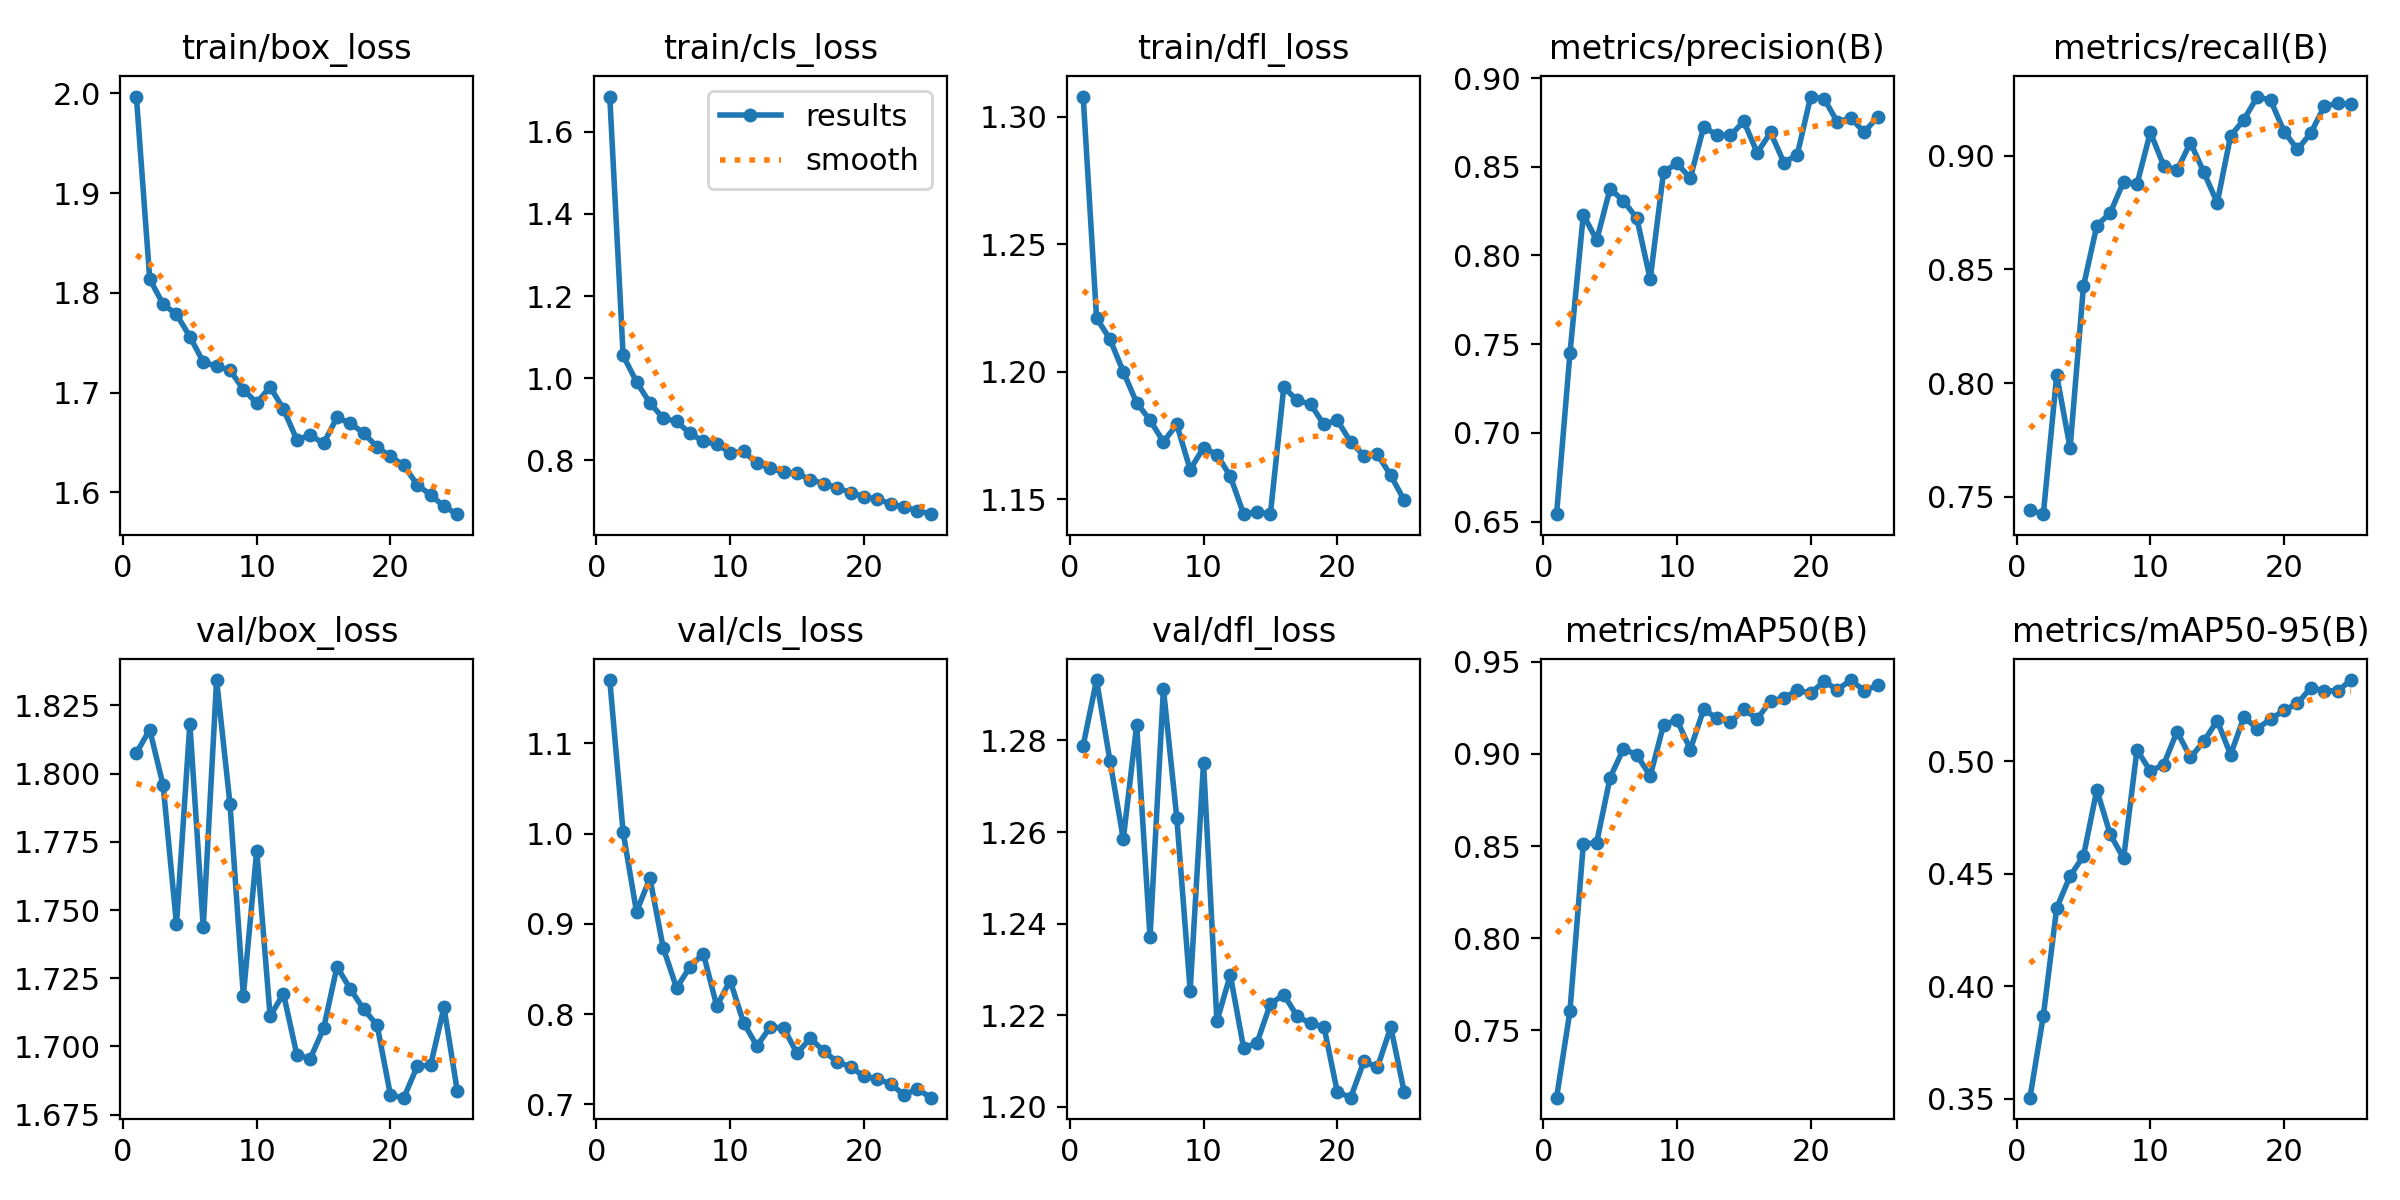 train/box_loss
2.0
1.9
1.8
1.7
1.6
0 10 20
train/cls_loss
results
smooth
1.6
1.4
1.2
1.0
0.8
0 10 20
train/dfl_loss
1.30
1.25
1.20
1.15
0 10 20
metrics/precision(B)
0.90
0.85
0.80
0.75
0.70
0.65
0 10 20
metrics/recall(B)
0.90
0.85
0.80
0.75
0 10 20
val/box_loss
1.825
1.800
1.775
1.750
1.725
1.700
1.675
0 10 20
val/cls_loss
1.1
1.0
0.9
0.8
0.7
0 10 20
val/dfl_loss
1.28
1.26
1.24
1.22
1.20
0 10 20
metrics/mAP50(B)
0.95
0.90
0.85
0.80
0.75
0 10 20
metrics/mAP50-95(B)
0.50
0.45
0.40
0.35
0 10 20